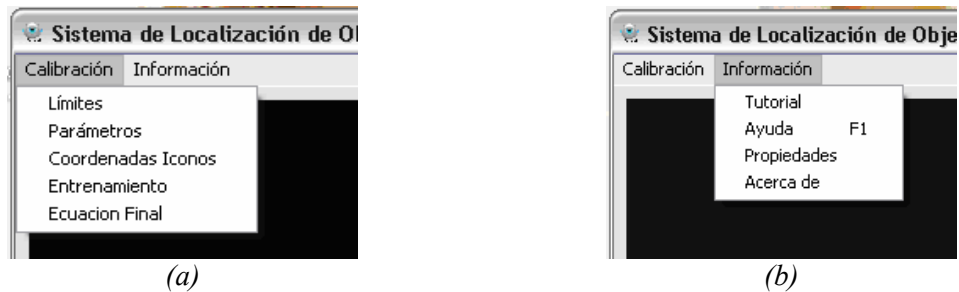 Sistema de Localización de
Calibración Información
Límites
Parámetros
Coordenadas Iconos
Entrenamiento
Ecuacion Final
(a)
Sistema de Localización de Obje
Calibración Información
Tutorial
Ayuda F1
Propiedades
Acerca de
(b)